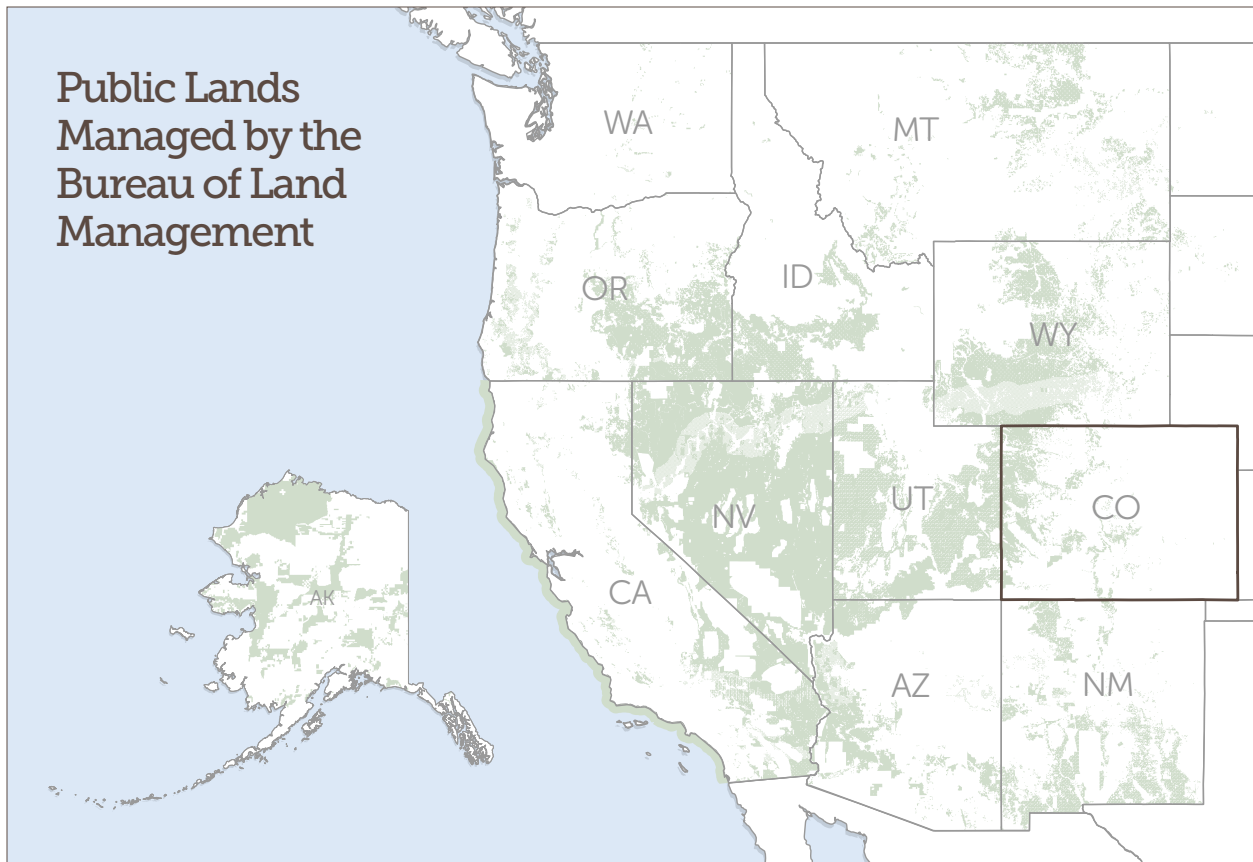 Public Lands
Managed by the
Bureau of Land
Management
WA
MT
OR
ID
WY
NV
UT
CO
CA
AK
AZ
NM